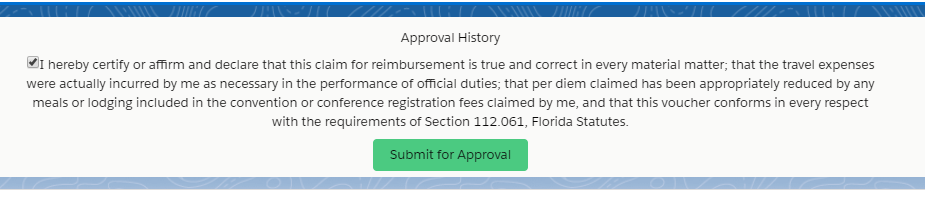 Approval History
I hereby certify or affirm and declare that this claim for reimbursement is true and correct in every material matter; that the travel expenses
were actually incurred by me as necessary in the performance of official duties; that per diem claimed has been appropriately reduced by any
meals or lodging included in the convention or conference registration fees claimed by me, and that this voucher conforms in every respect
with the requirements of Section 112.061, Florida Statutes.
Submit for Approval